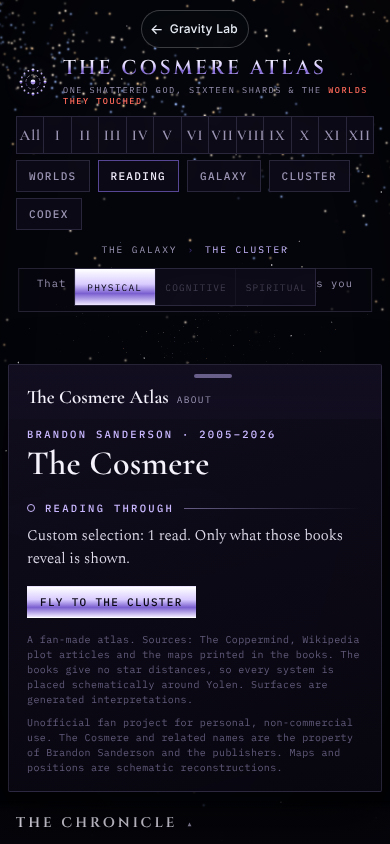 ← Gravity Lab
THE COSMERE ATLAS
ONE SHATTERED GOD, SIXTEEN SHARDS & THE WORLDS
THEY TOUCHED
All I II III IV V VI VII VIII IX X XI XII
WORLDS READING GALAXY CLUSTER
CODEX
THE GALAXY · THE CLUSTER
That PHYSICAL COGNITIVE SPIRITUAL s you
The Cosmere Atlas ABOUT
BRANDON SANDERSON · 2005–2026
The Cosmere
READING THROUGH
Custom selection: 1 read. Only what those books
reveal is shown.
FLY TO THE CLUSTER
A fan-made atlas. Sources: The Coppermind, Wikipedia
plot articles and the maps printed in the books. The
books give no star distances, so every system is
placed schematically around Yolen. Surfaces are
generated interpretations.
Unofficial fan project for personal, non-commercial
use. The Cosmere and related names are the property
of Brandon Sanderson and the publishers. Maps and
positions are schematic reconstructions.
THE CHRONICLE ▴